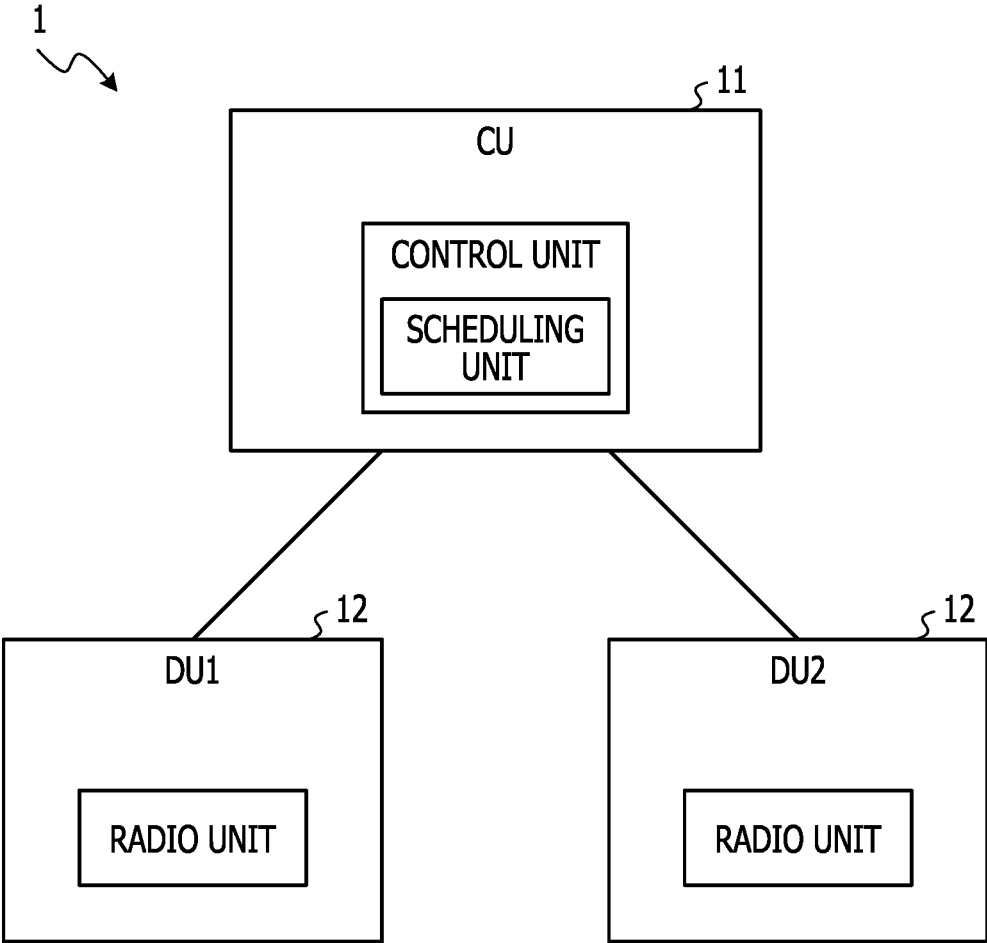 1
11
CU
CONTROL UNIT
SCHEDULING
UNIT
12
DU1
RADIO UNIT
12
DU2
RADIO UNIT